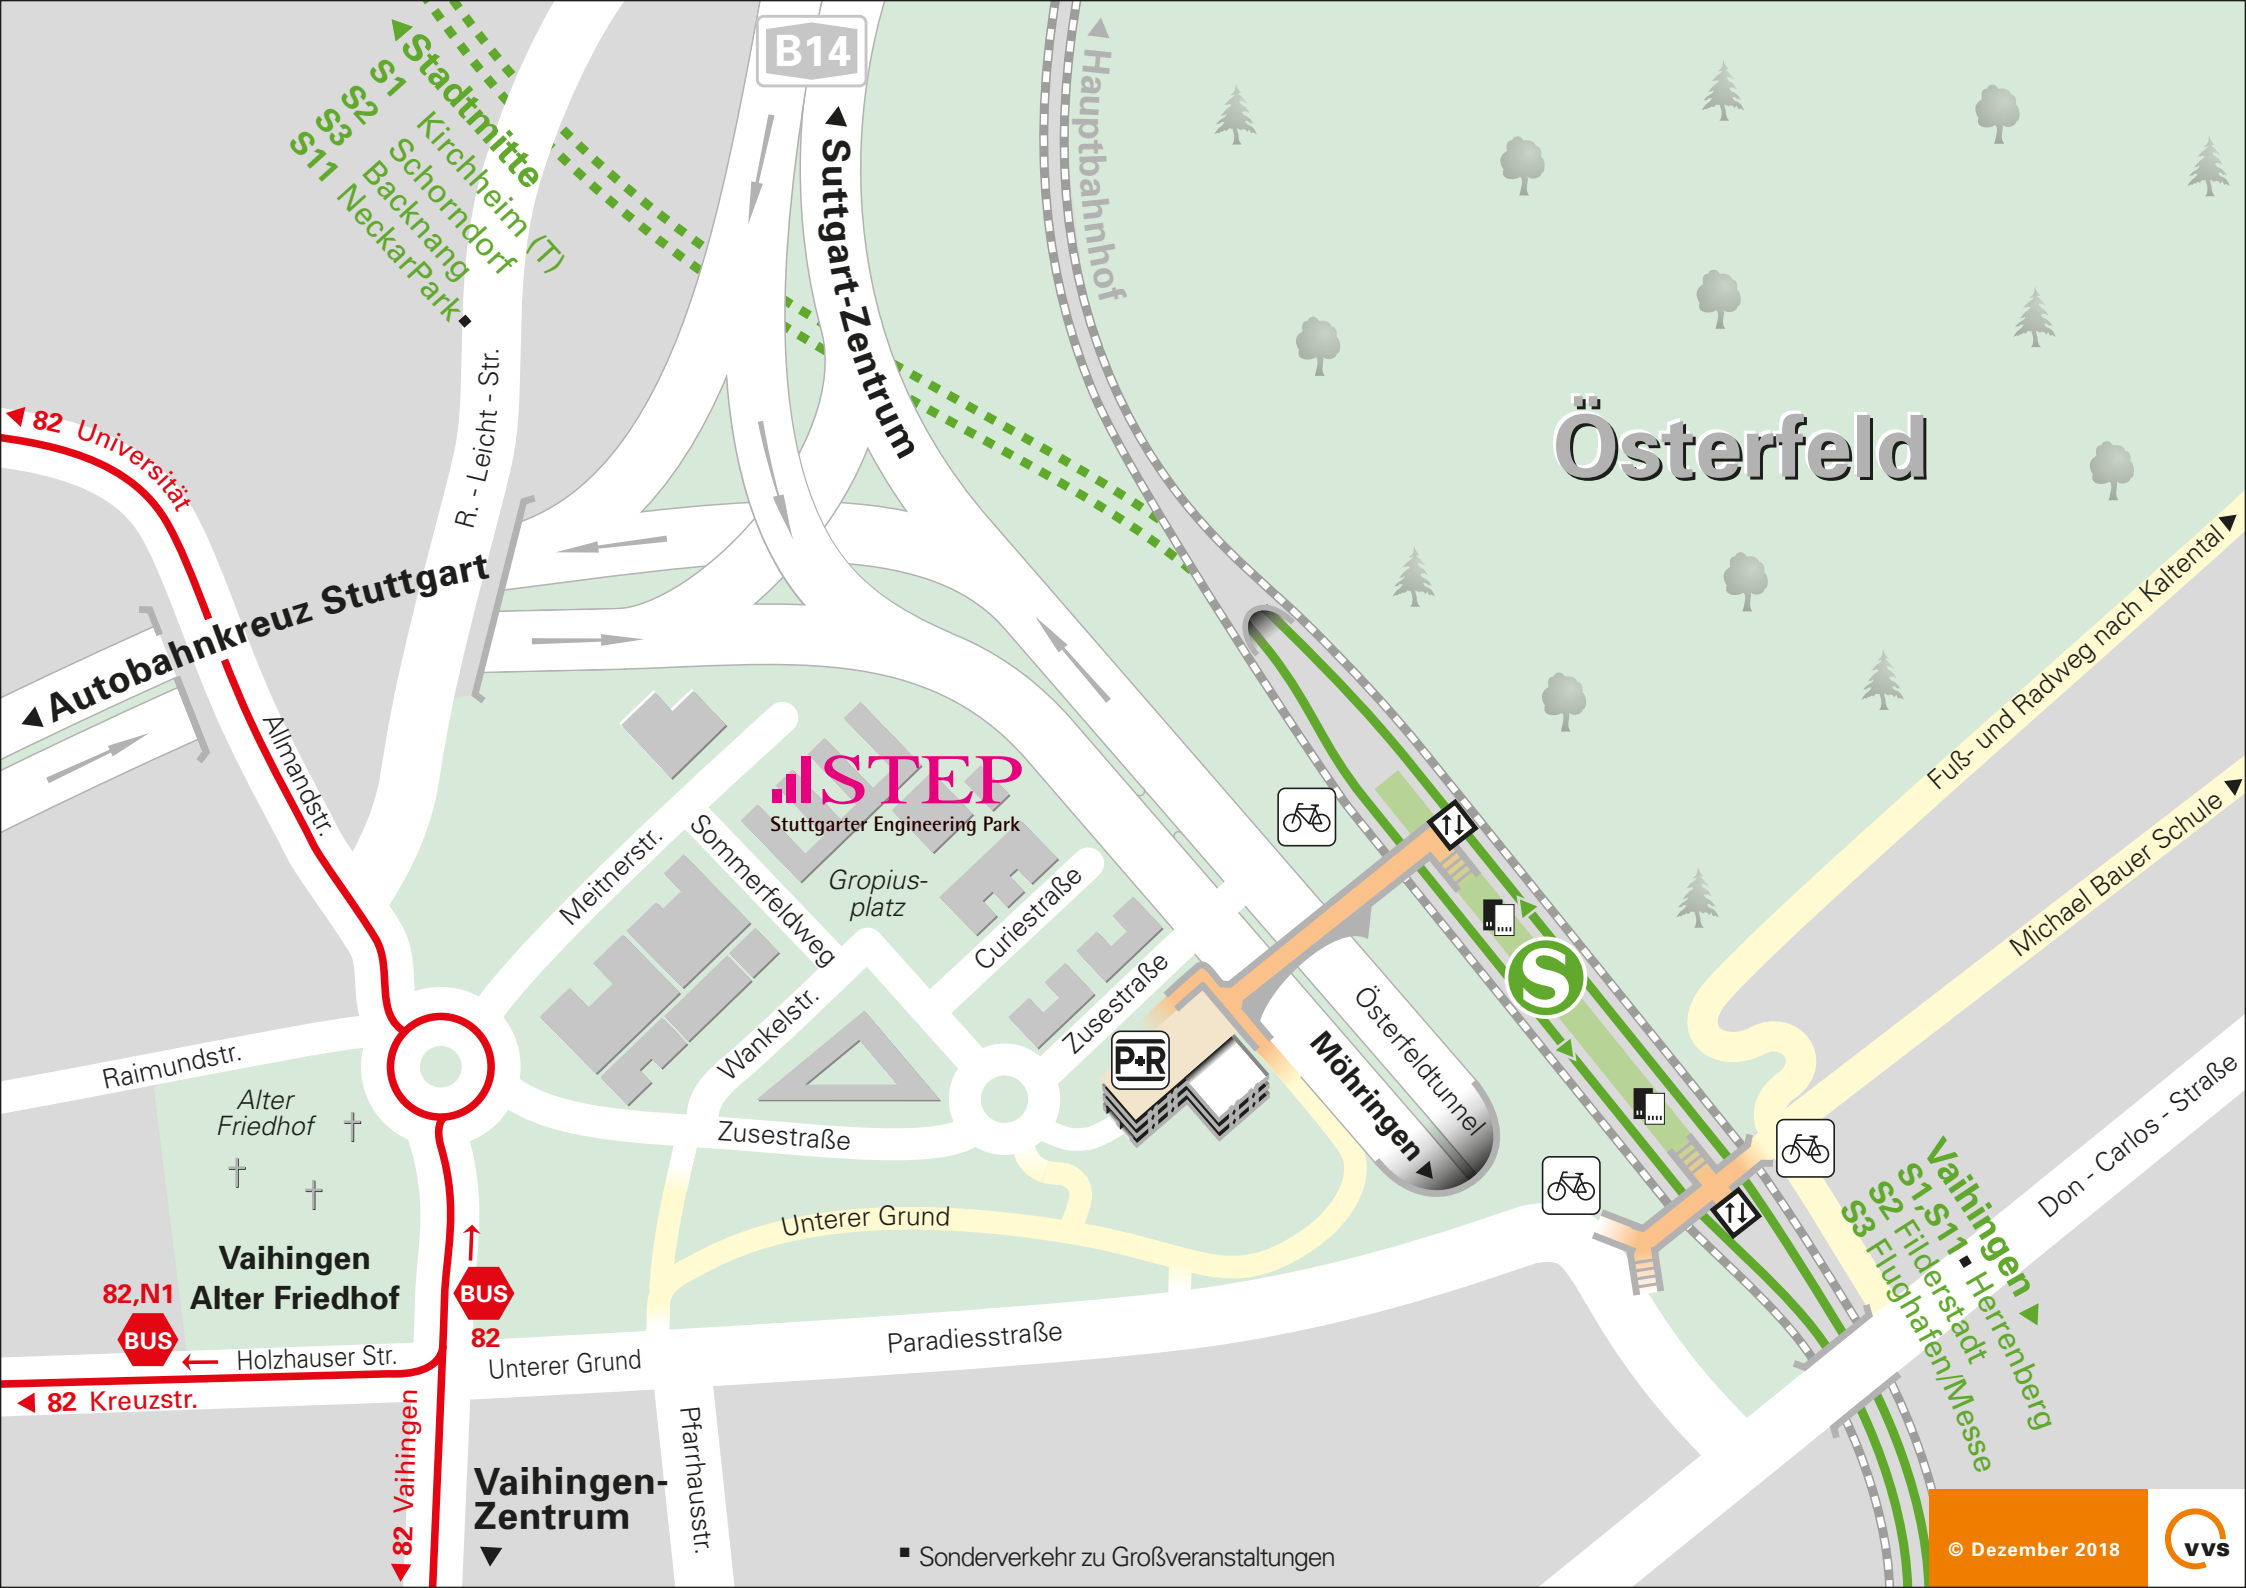 B14
Stadtmitte
S1 Kirchheim (T)
S2 Schorndorf
S3 Backnang
S11 NeckarPark
Suttgart-Zentrum
Hauptbahnhof
Österfeld
82 Universität
R. - Leicht - Str.
Autobahnkreuz Stuttgart
Allmandstr.
Fuß- und Radweg nach Kaltental
Michael Bauer Schule
STEP
Stuttgarter Engineering Park
Meitnerstr.
Sommerfeldweg
Gropius-
platz
Curiestraße
Zusestraße
Wankelstr.
S
Österfeldtunnel
Möhringen
P+R
Raimundstr.
Alter
Friedhof
Zusestraße
Don - Carlos - Straße
Unterer Grund
Vaihingen
S1,S11 Herrenberg
S2 Filderstadt
S3 Flughafen/Messe
Vaihingen
Alter Friedhof
82,N1
BUS
BUS
82
Holzhauser Str.
82 Kreuzstr.
Unterer Grund
Paradiesstraße
82 Vaihingen
Pfarrhausstr.
Vaihingen-
Zentrum
Sonderverkehr zu Großveranstaltungen
© Dezember 2018
vvs